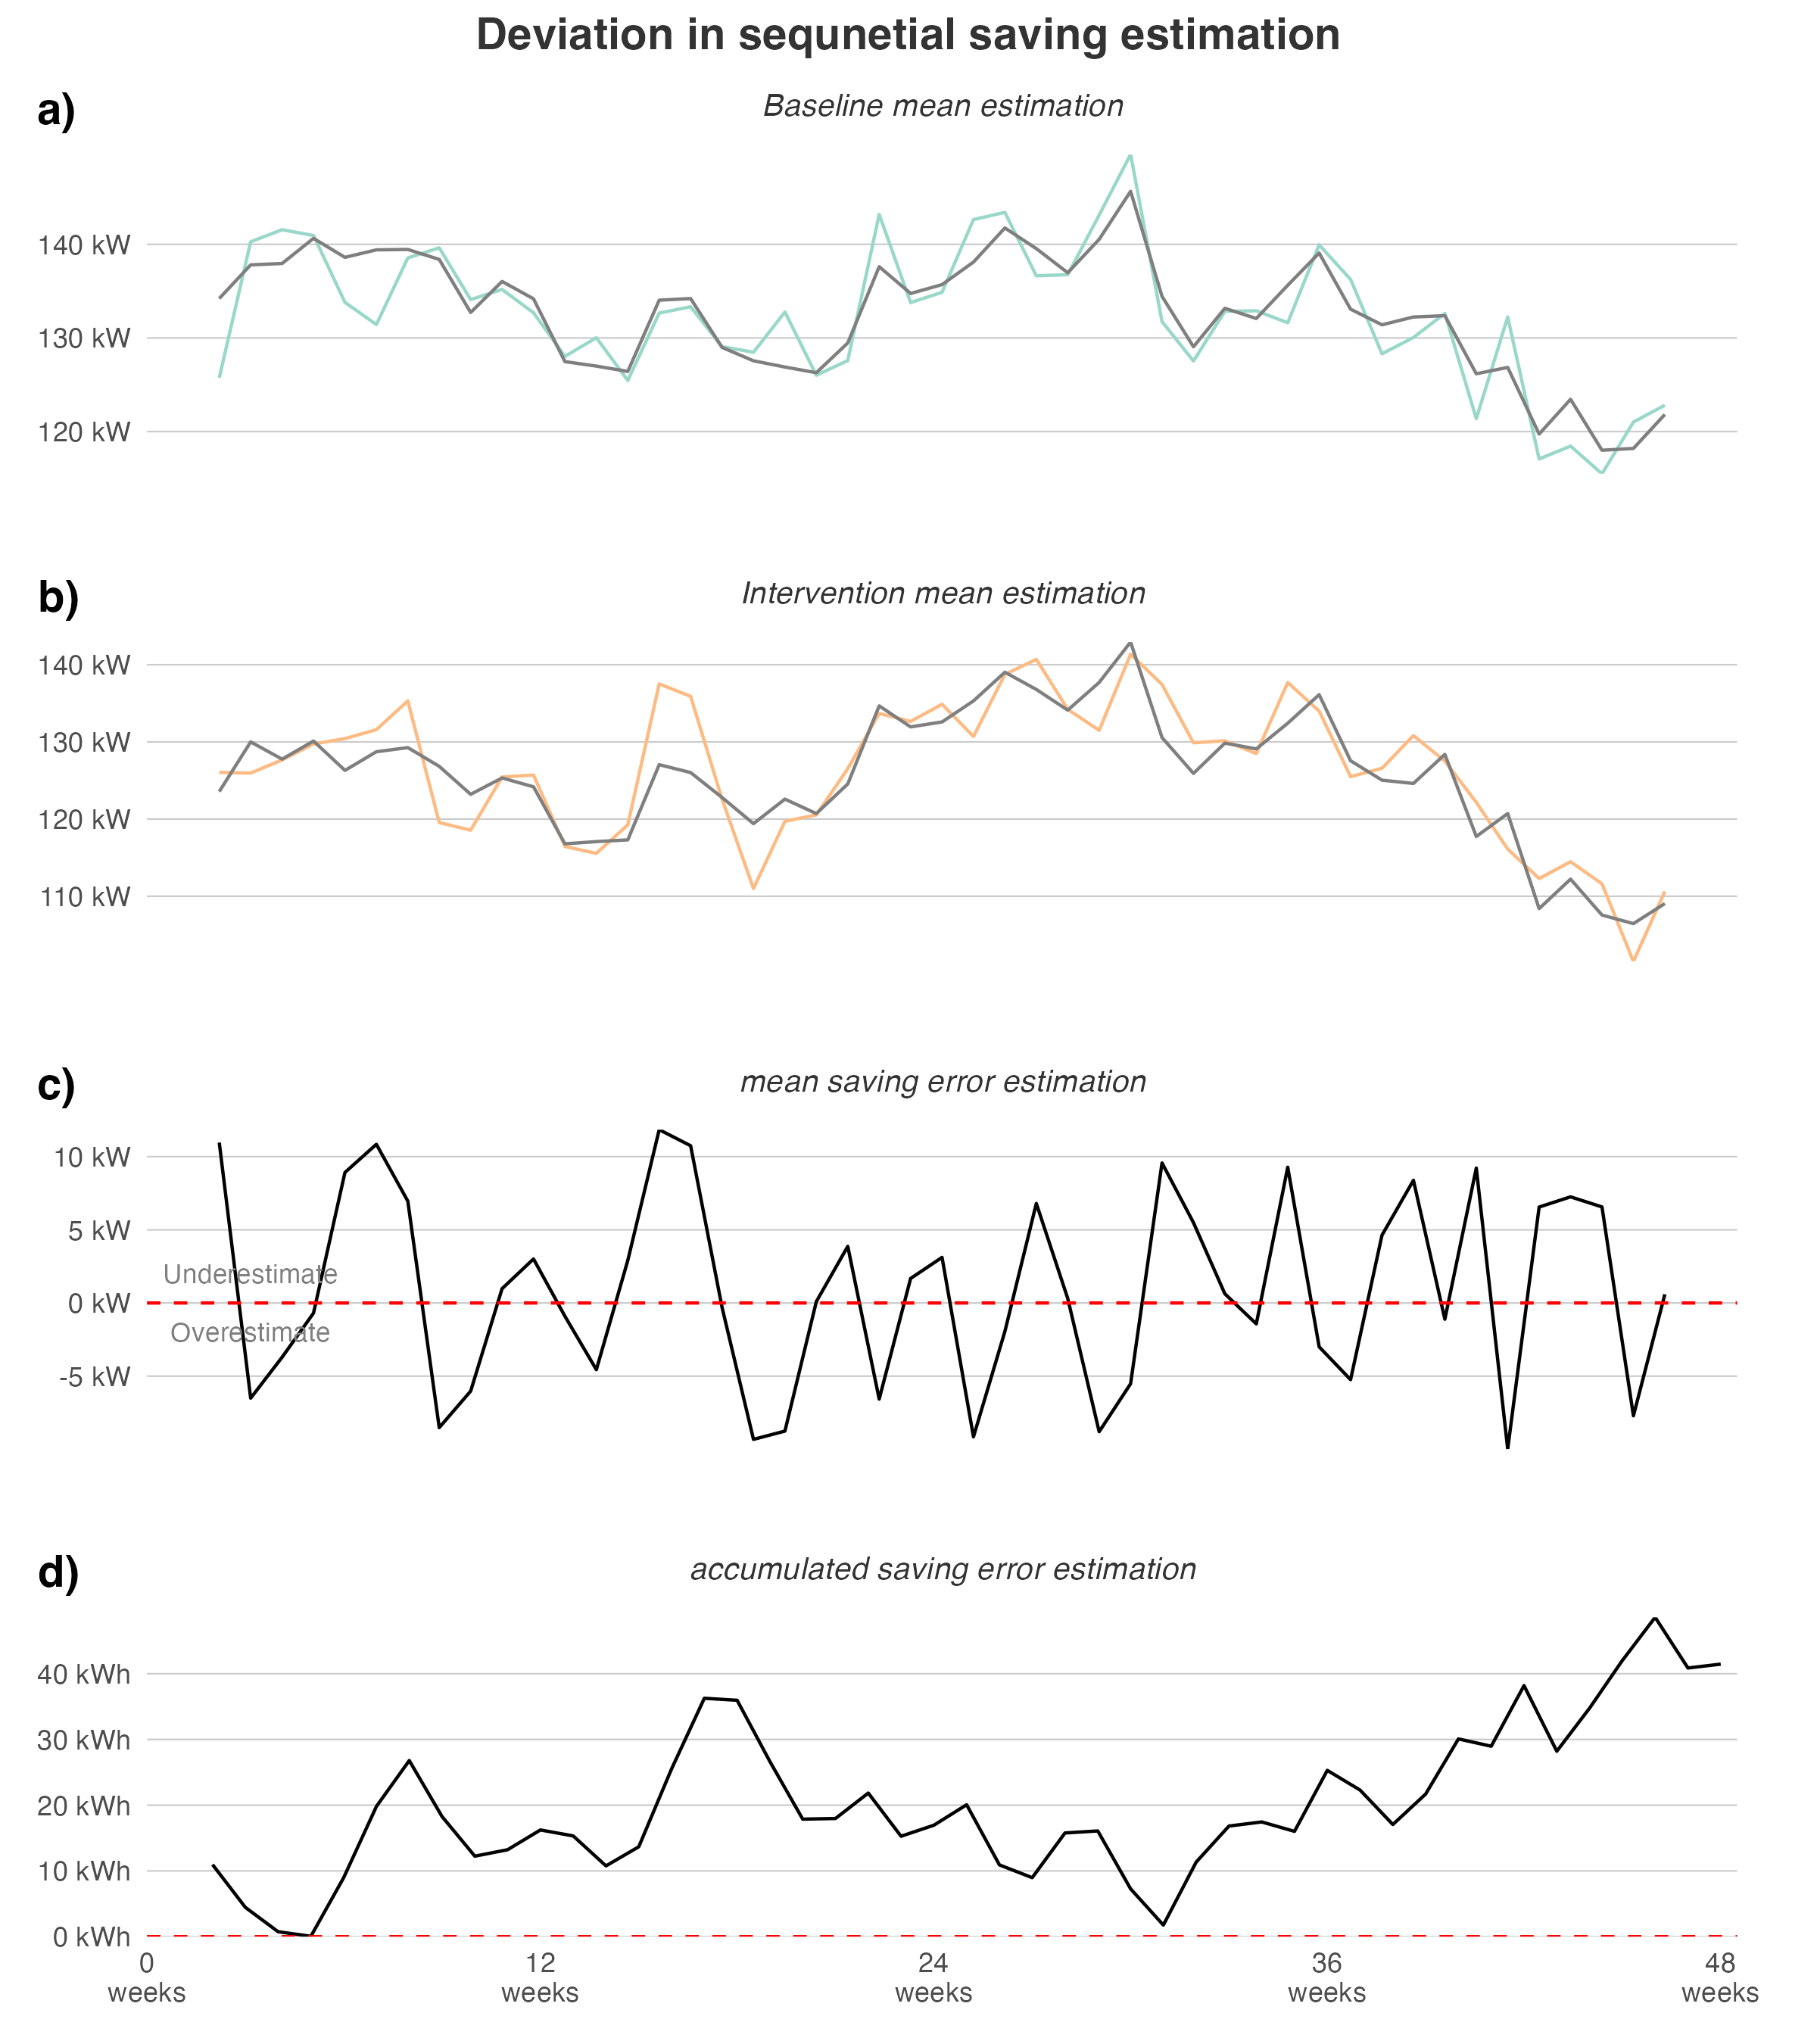 Deviation in sequnetial saving estimation
a)
Baseline mean estimation
140 kW
130 kW
120 kW
b)
Intervention mean estimation
140 kW
130 kW
120 kW
110 kW
c)
mean saving error estimation
10 kW
5 kW
Underestimate
0 kW
Overestimate
-5 kW
d)
accumulated saving error estimation
40 kWh
30 kWh
20 kWh
10 kWh
0 kWh
0 12 24 36 48
weeks weeks weeks weeks weeks